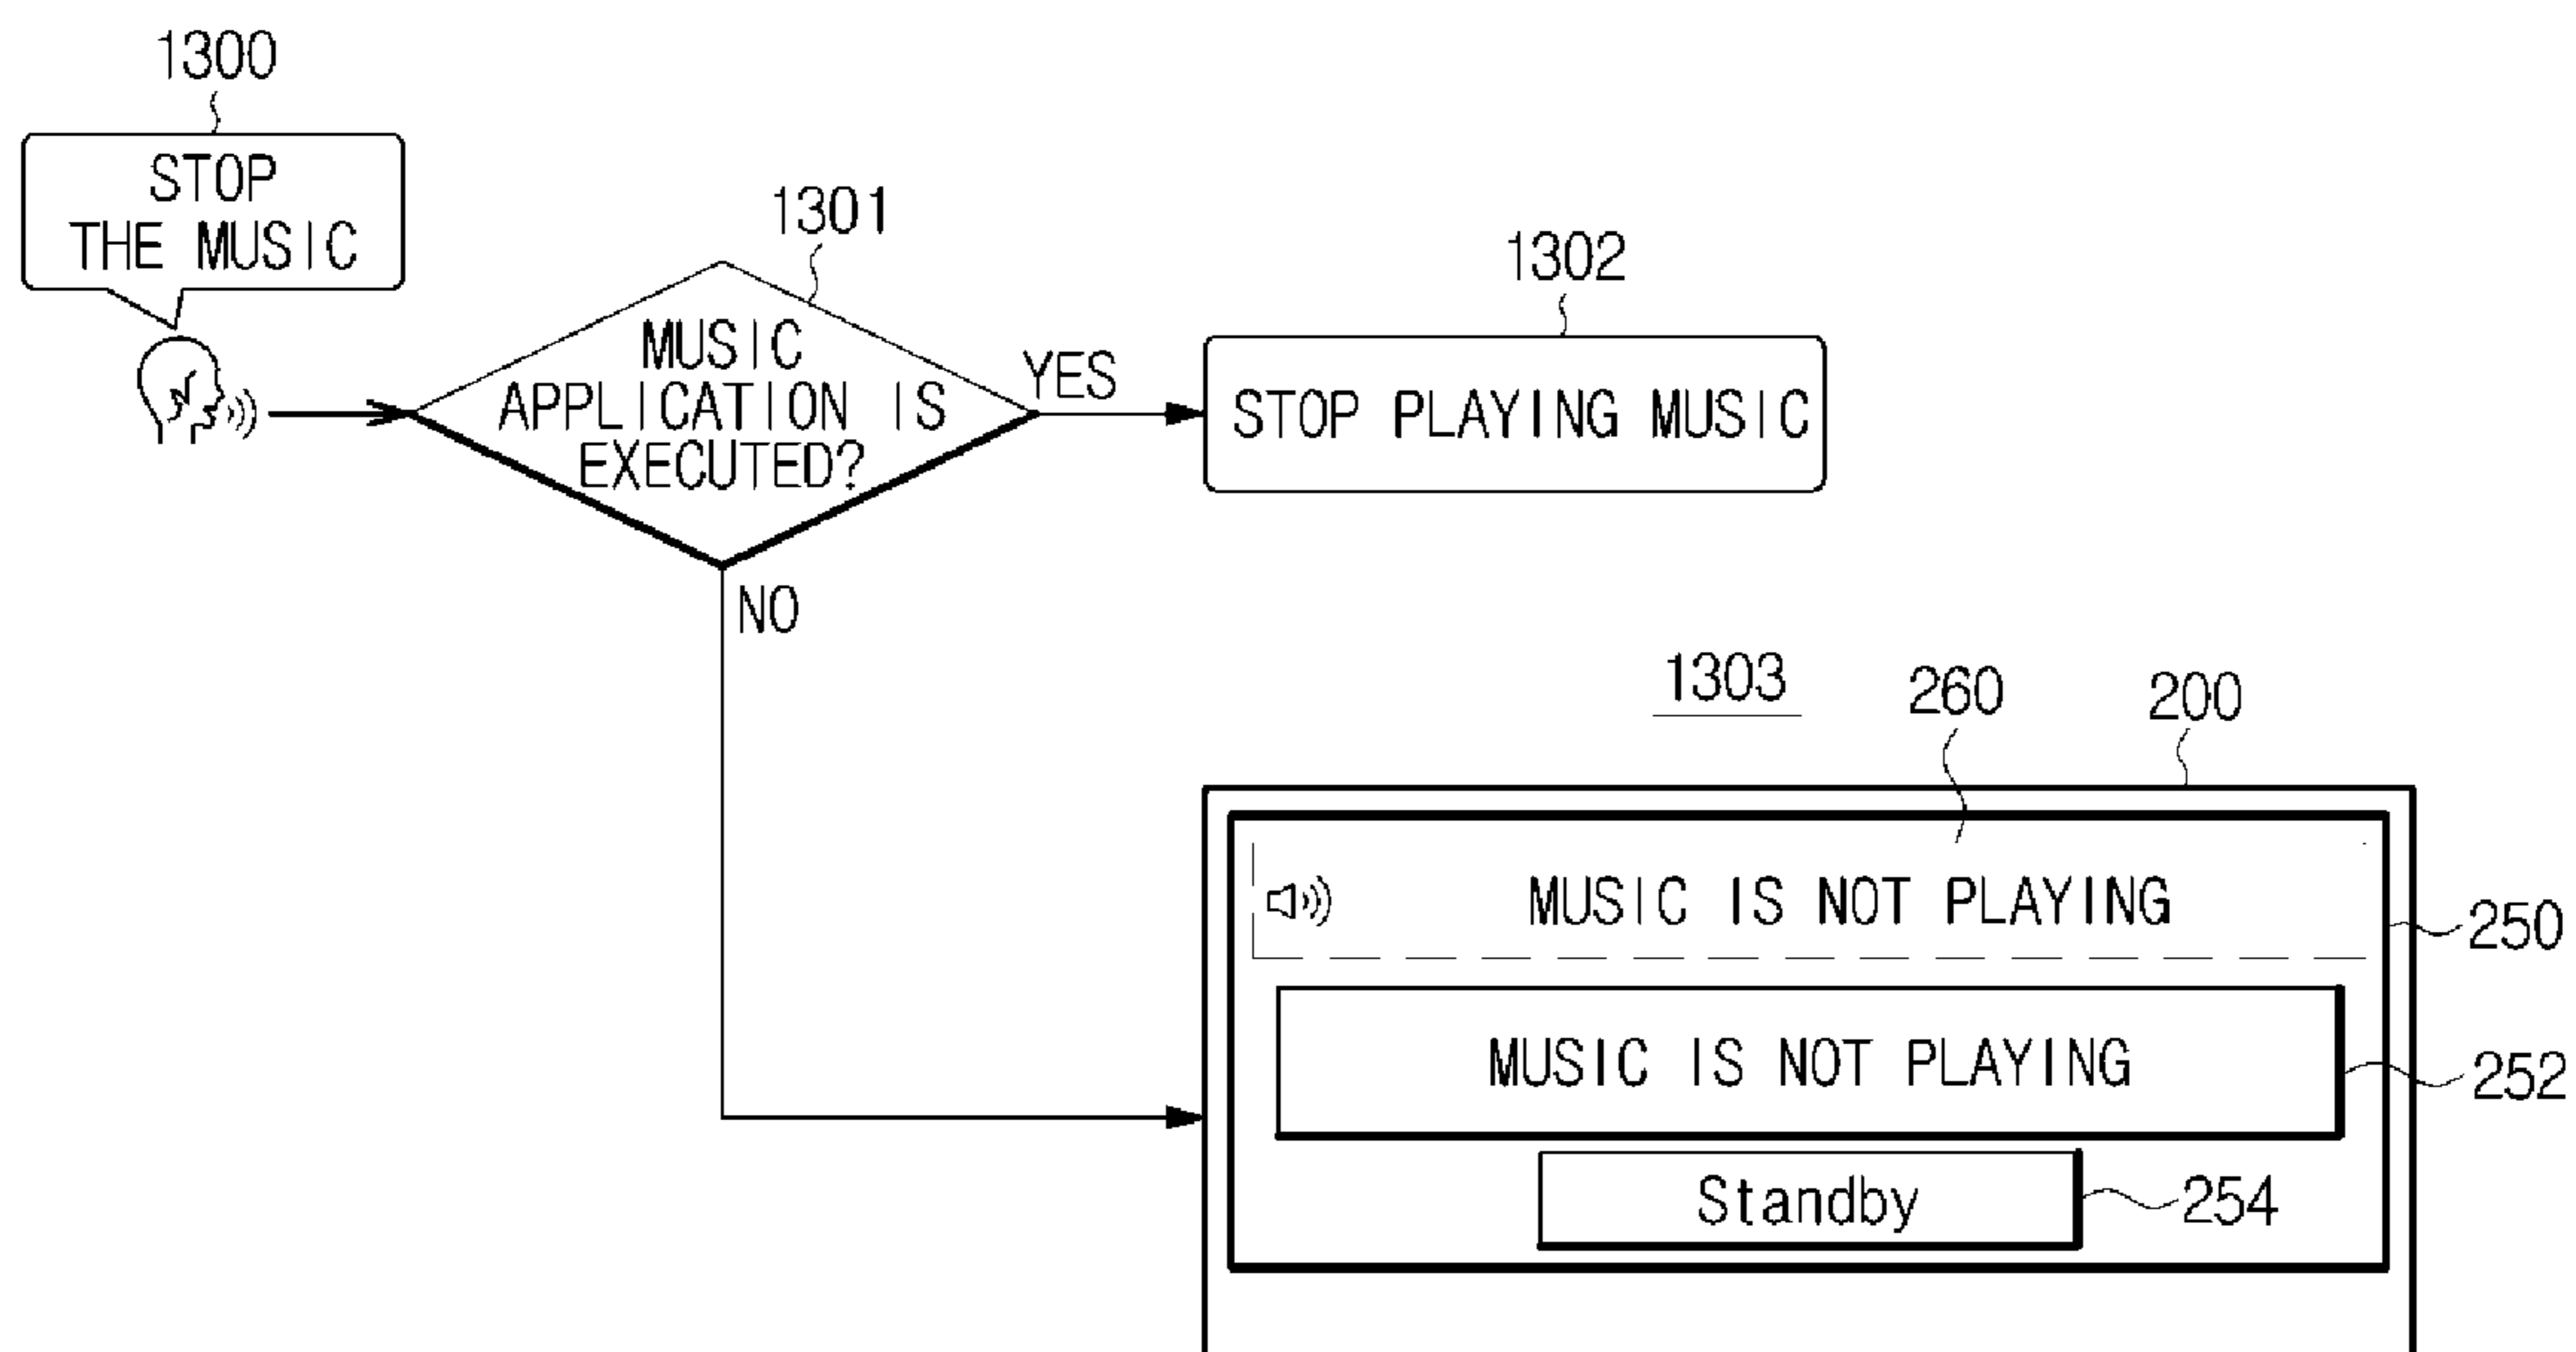 1300
STOP
THE MUSIC
1301
MUSIC
APPLICATION IS
EXECUTED?
YES
1302
STOP PLAYING MUSIC
NO
1303
260
200
MUSIC IS NOT PLAYING
250
MUSIC IS NOT PLAYING
252
Standby
254